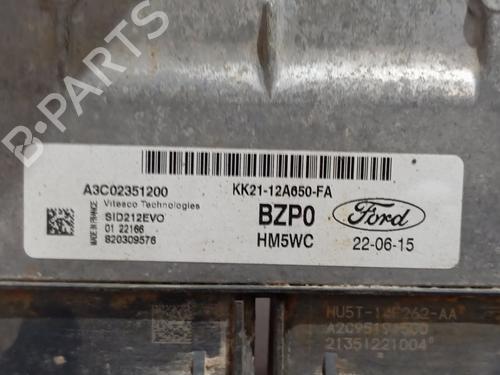 A3C02351200
Vitesco Technologies
MADE IN FRANCE
SID212EVO
01 22166
820309576
KK21-12A650-FA
BZP0
Ford
HM5WC
22-06-15
B-PARTS
21351221004